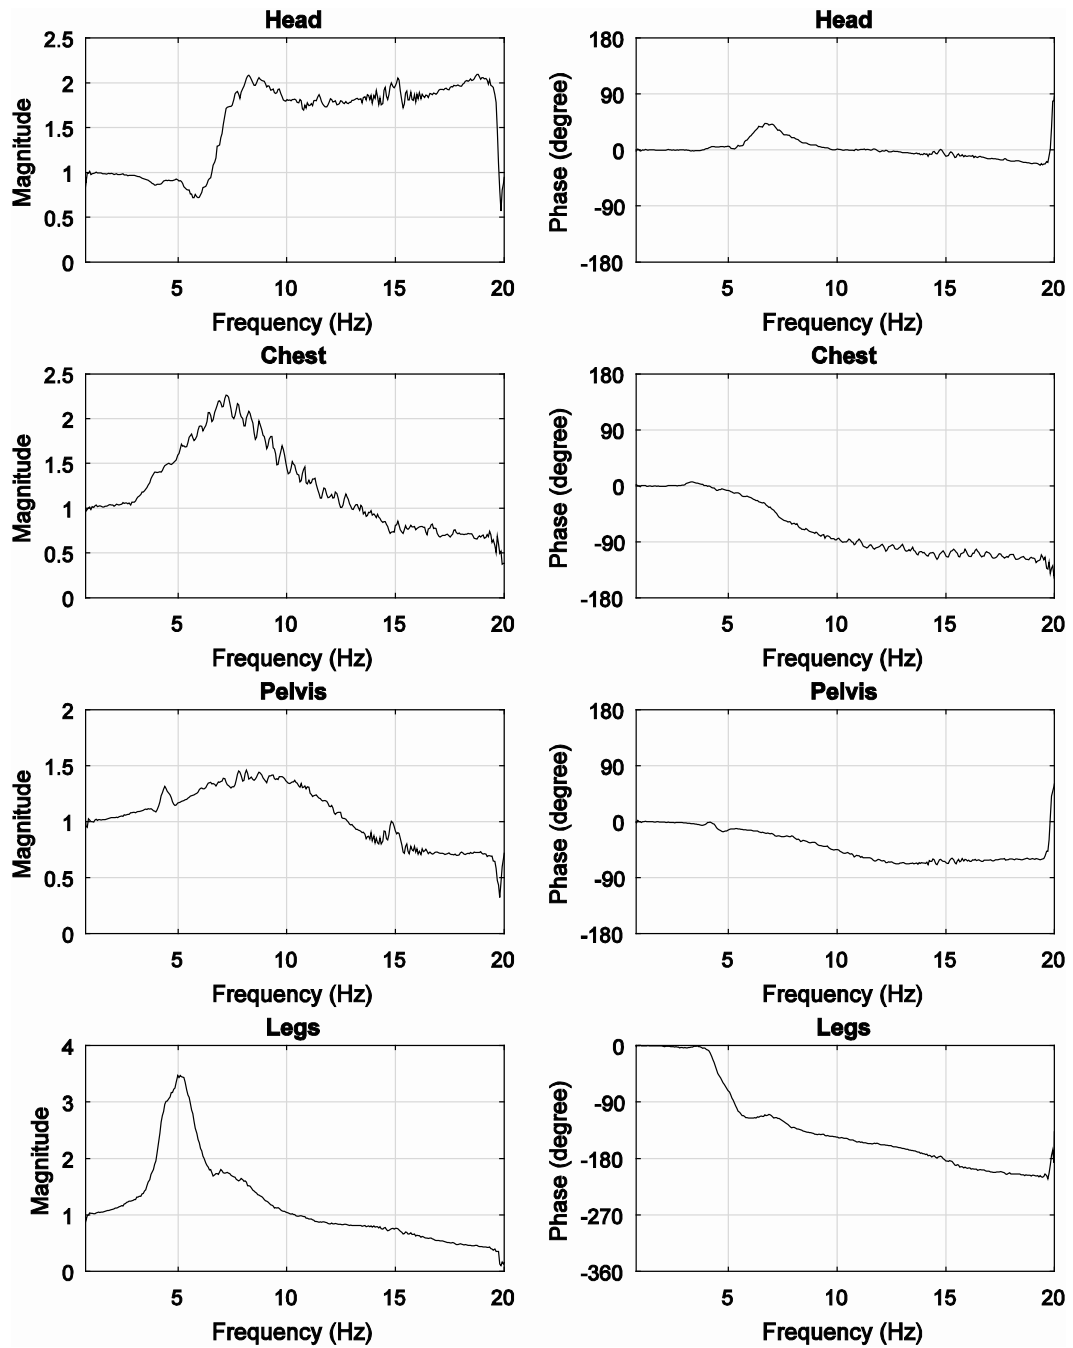 Head
Head
2.5
2
1.5
1
0.5
0
Magnitude
5 10 15 20
Frequency (Hz)
180
90
0
-90
-180
Phase (degree)
5 10 15 20
Frequency (Hz)
Chest
Chest
2.5
2
1.5
1
0.5
0
Magnitude
5 10 15 20
Frequency (Hz)
180
90
0
-90
-180
Phase (degree)
5 10 15 20
Frequency (Hz)
Pelvis
Pelvis
2
1.5
1
0.5
0
Magnitude
5 10 15 20
Frequency (Hz)
180
90
0
-90
-180
Phase (degree)
5 10 15 20
Frequency (Hz)
Legs
Legs
4
3
2
1
0
Magnitude
5 10 15 20
Frequency (Hz)
0
-90
-180
-270
-360
Phase (degree)
5 10 15 20
Frequency (Hz)